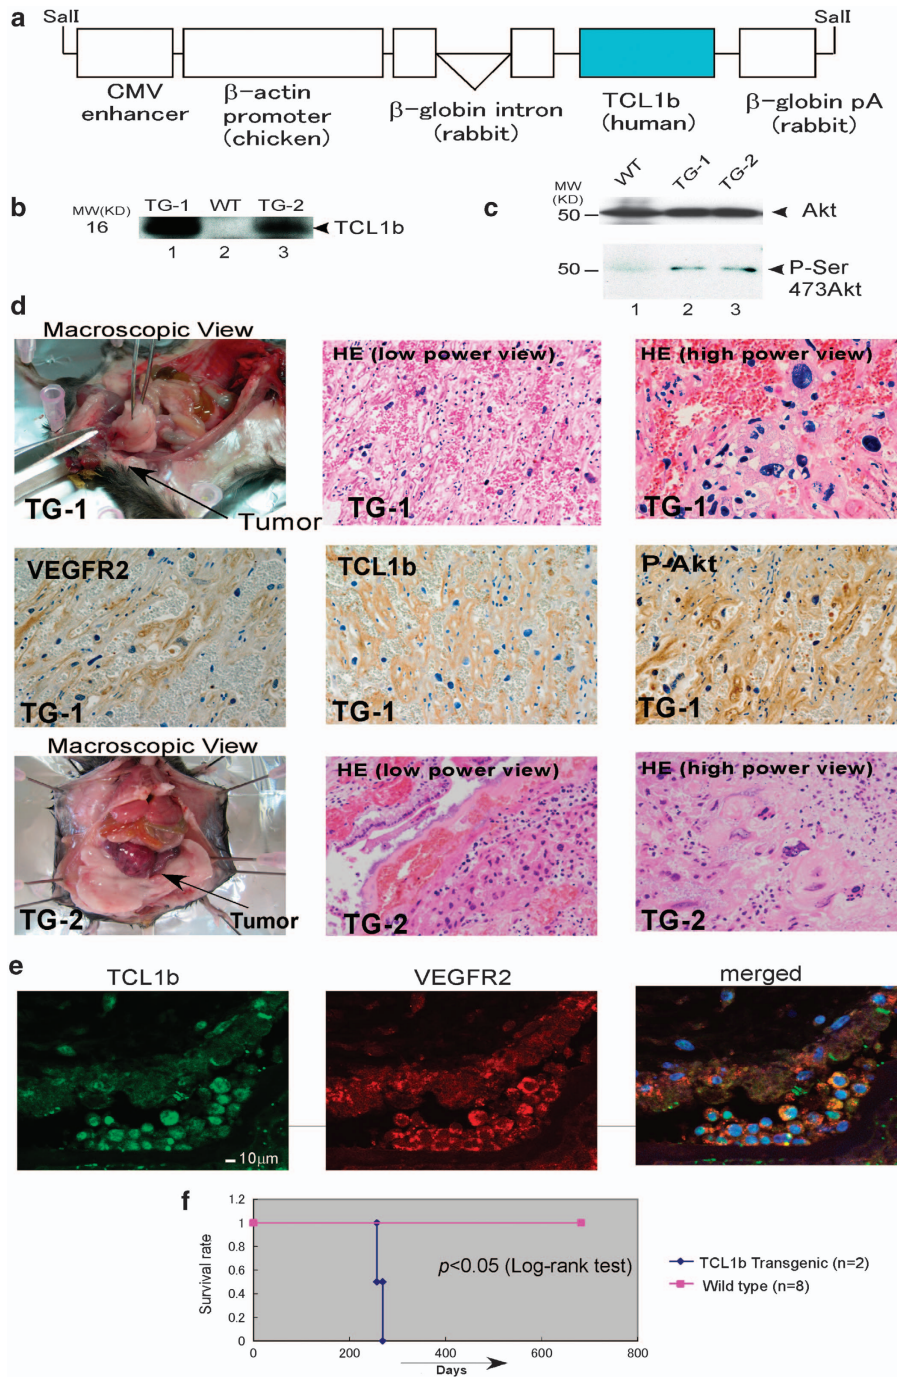 a
SalI
SalI
CMV
enhancer
β-actin
promoter
(chicken)
β-globin intron
(rabbit)
TCL1b
(human)
β-globin pA
(rabbit)
b
MW(KD)
16
TG-1 WT TG-2
TCL1b
1 2 3
c
MW
(KD)
WT TG-1 TG-2
50
Akt
50
P-Ser
473Akt
1 2 3
d
Macroscopic View
TG-1
Tumor
HE (low power view)
TG-1
HE (high power view)
TG-1
VEGFR2
TG-1
TCL1b
TG-1
P-Akt
TG-1
Macroscopic View
TG-2
Tumor
HE (low power view)
TG-2
HE (high power view)
TG-2
e
TCL1b
VEGFR2
merged
10μm
f
Survival rate
1.2
1
0.8
0.6
0.4
0.2
0
p<0.05 (Log-rank test)
0 200 400 600 800
Days
TCL1b Transgenic (n=2)
Wild type (n=8)